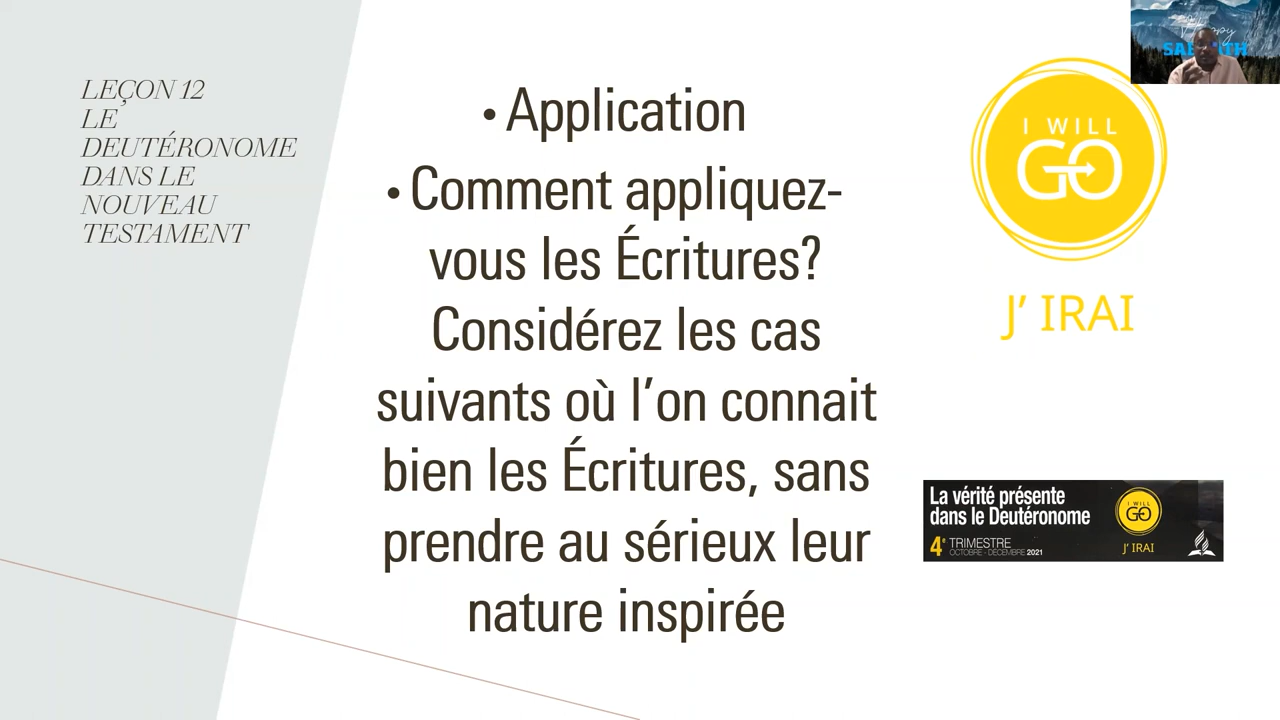 LEÇON 12
LE
DEUTÉRONOME
DANS LE
NOUVEAU
TESTAMENT
• Application
• Comment appliquez-
vous les Écritures?
Considérez les cas
suivants où l’on connait
bien les Écritures, sans
prendre au sérieux leur
nature inspirée
Happy
SABBATH
I WILL
GO
J’ IRAI
La vérité présente
dans le Deutéronome
4e TRIMESTRE
OCTOBRE - DÉCEMBRE 2021
I WILL
GO
J’ IRAI